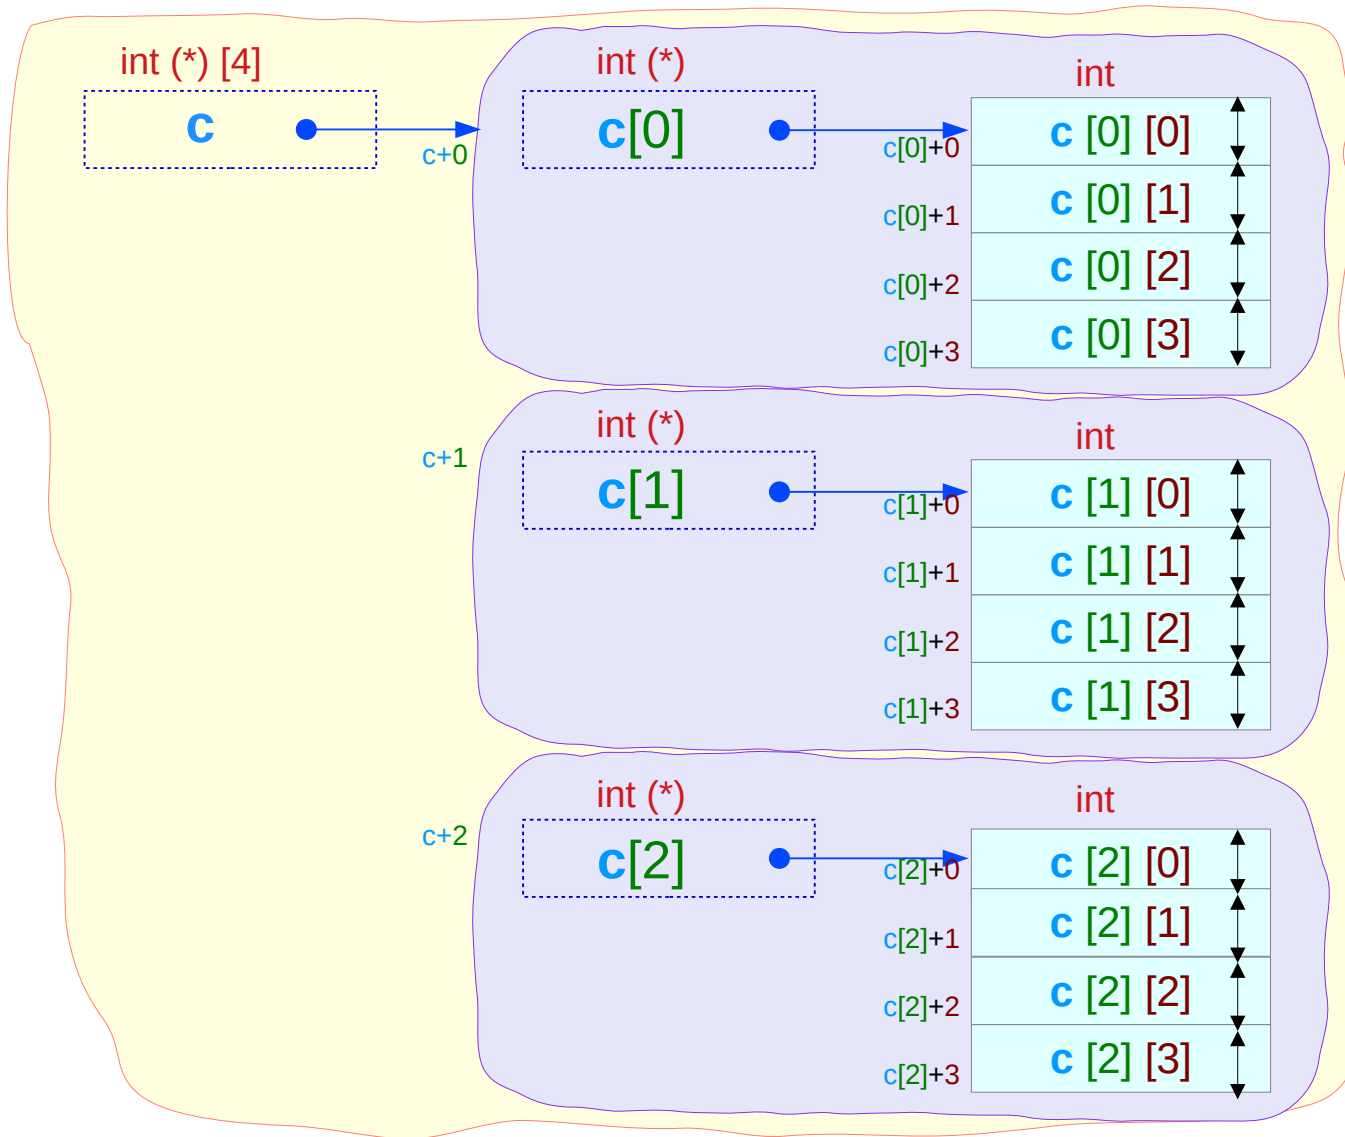 int (*) [4]
int (*)
int
c
c[0]
c [0] [0]
c+0
c[0]+0
c [0] [1]
c[0]+1
c [0] [2]
c[0]+2
c [0] [3]
c[0]+3
int (*)
int
c+1
c[1]
c [1] [0]
c[1]+0
c [1] [1]
c[1]+1
c [1] [2]
c[1]+2
c [1] [3]
c[1]+3
int (*)
int
c+2
c[2]
c [2] [0]
c[2]+0
c [2] [1]
c[2]+1
c [2] [2]
c[2]+2
c [2] [3]
c[2]+3